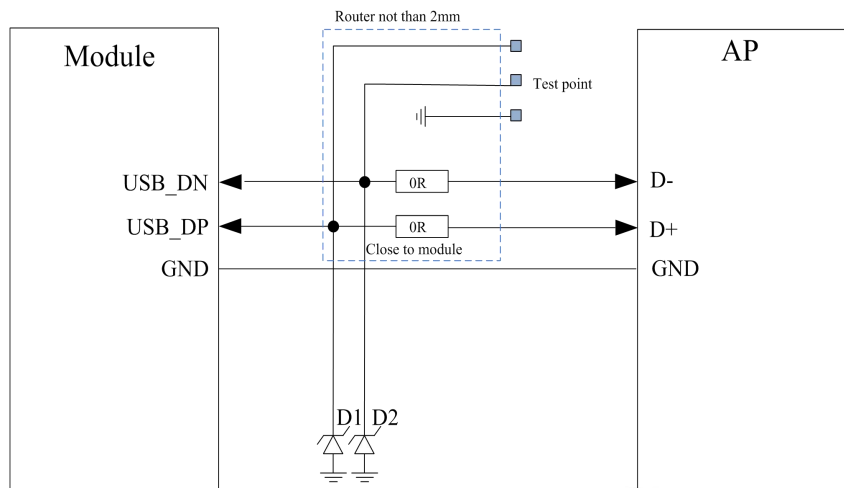 Router not than 2mm
Module
AP
Test point
USB_DN
0R
D-
USB_DP
0R
D+
Close to module
GND
GND
D1 D2